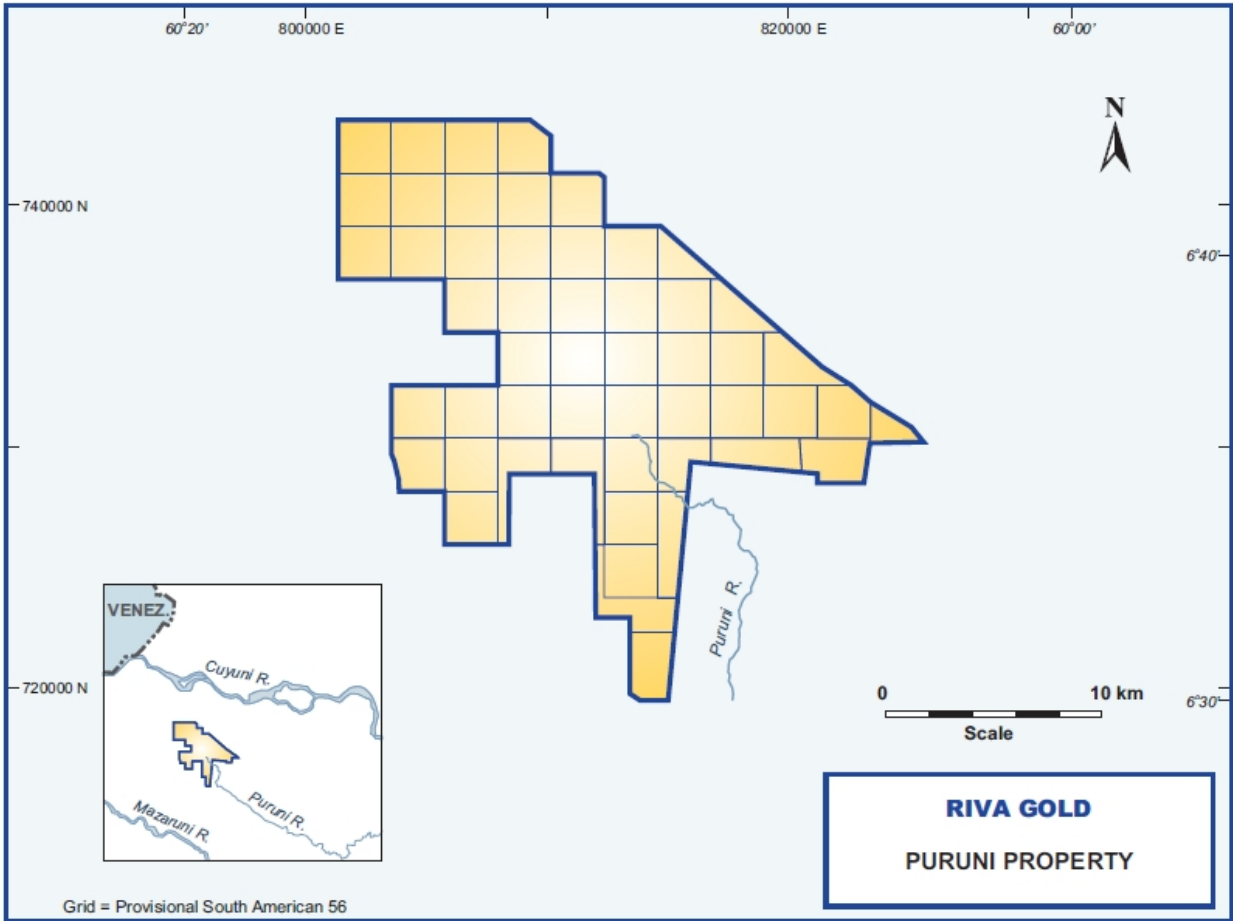 60°20'
800000 E
820000 E
60°00'
N
740000 N
6°40'
Puruni R.
VENEZ.
Cuyuni R.
Puruni R.
Mazaruni R.
720000 N
0 10 km
6°30'
Scale
RIVA GOLD
PURUNI PROPERTY
Grid = Provisional South American 56